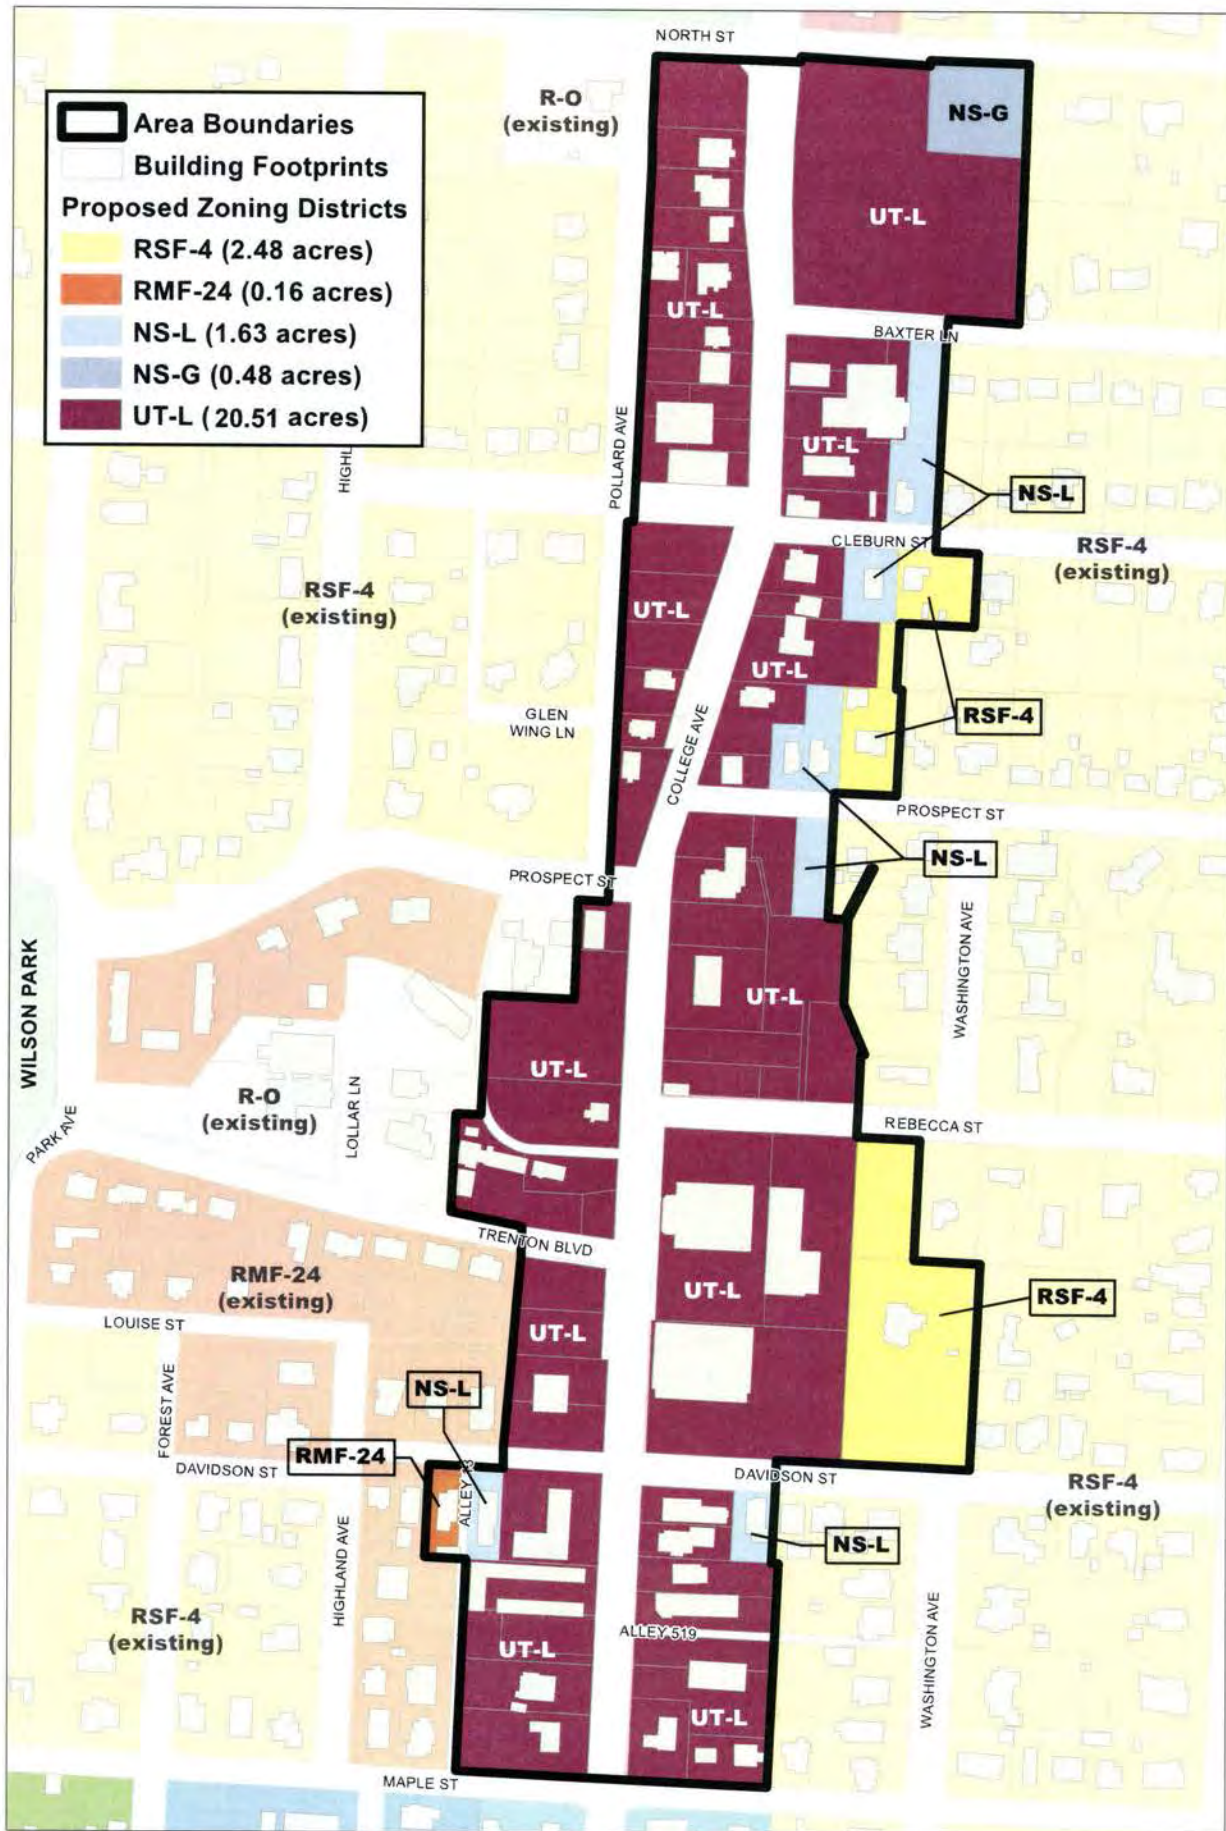 NORTH ST
R-O
(existing)
Area Boundaries
Building Footprints
Proposed Zoning Districts
RSF-4 (2.48 acres)
RMF-24 (0.16 acres)
NS-L (1.63 acres)
NS-G (0.48 acres)
UT-L (20.51 acres)
NS-G
UT-L
UT-L
BAXTER LN
POLLARD AVE
HIGHL
UT-L
NS-L
CLEBURN ST
RSF-4
(existing)
RSF-4
(existing)
UT-L
UT-L
GLEN
WING LN
COLLEGE AVE
RSF-4
PROSPECT ST
NS-L
PROSPECT ST
WILSON PARK
WASHINGTON AVE
UT-L
UT-L
R-O
(existing)
LOLLAR LN
PARK AVE
REBECCA ST
TRENTON BLVD
RMF-24
(existing)
UT-L
RSF-4
LOUISE ST
UT-L
FOREST AVE
NS-L
RMF-24
DAVIDSON ST
ALLEY
DAVIDSON ST
RSF-4
(existing)
HIGHLAND AVE
NS-L
RSF-4
(existing)
ALLEY 519
UT-L
WASHINGTON AVE
UT-L
MAPLE ST